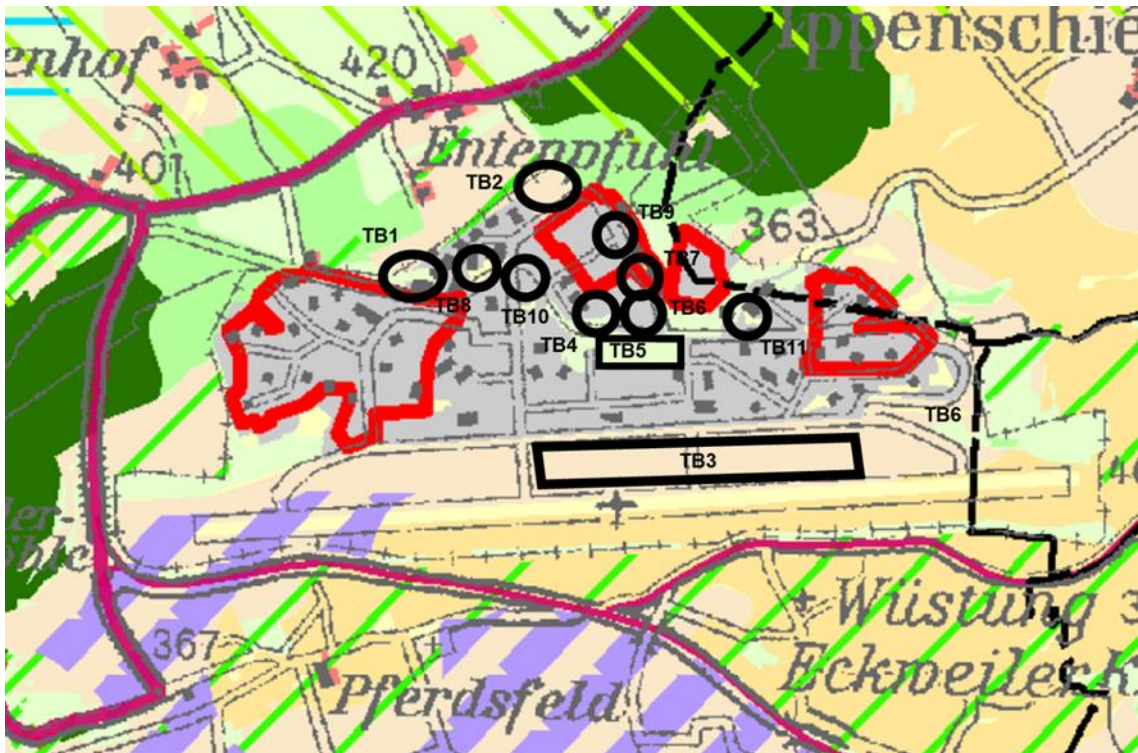 Ippenschie
enhof
420
401
Entenpfuhl
TB2
TB9
363
TB1
TB7
TB8
TB10
TB6
TB4
TB5
TB11
TB6
TB3
Wüstung
367
Eckweiler
Pferdsfeld